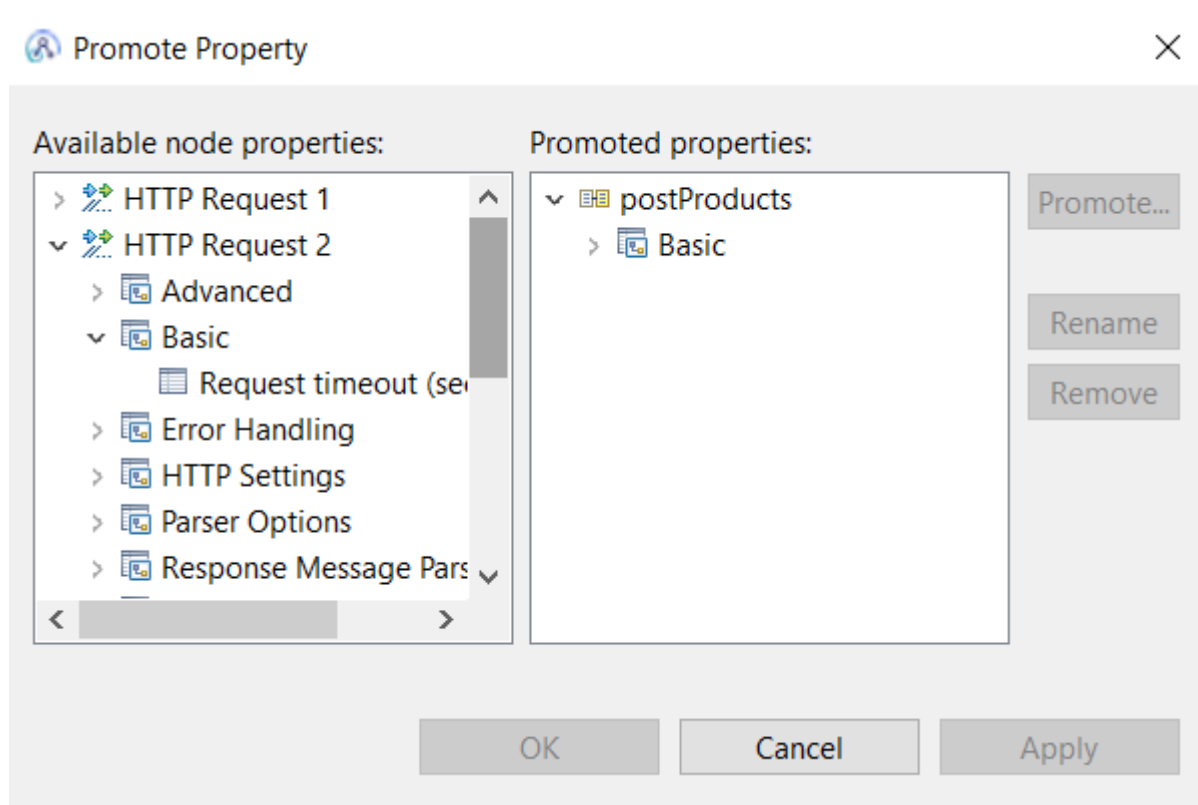 Promote Property
Available node properties:
HTTP Request 1
HTTP Request 2
Advanced
Basic
Request timeout (se
Error Handling
HTTP Settings
Parser Options
Response Message Pars
Promoted properties:
postProducts
Basic
Promote...
Rename
Remove
OK
Cancel
Apply